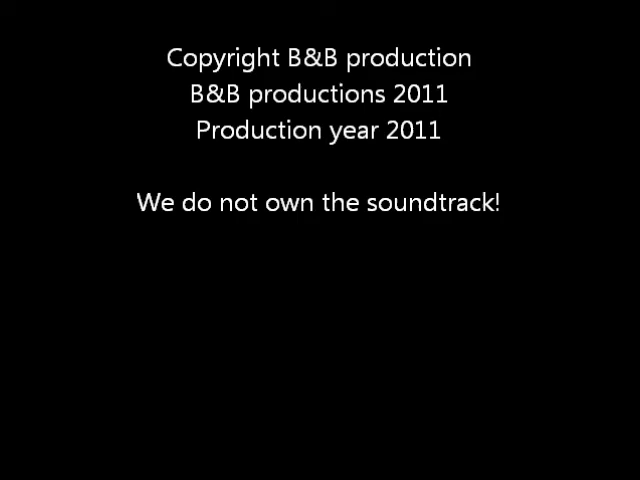 Copyright B&B production
B&B productions 2011
Production year 2011
We do not own the soundtrack!